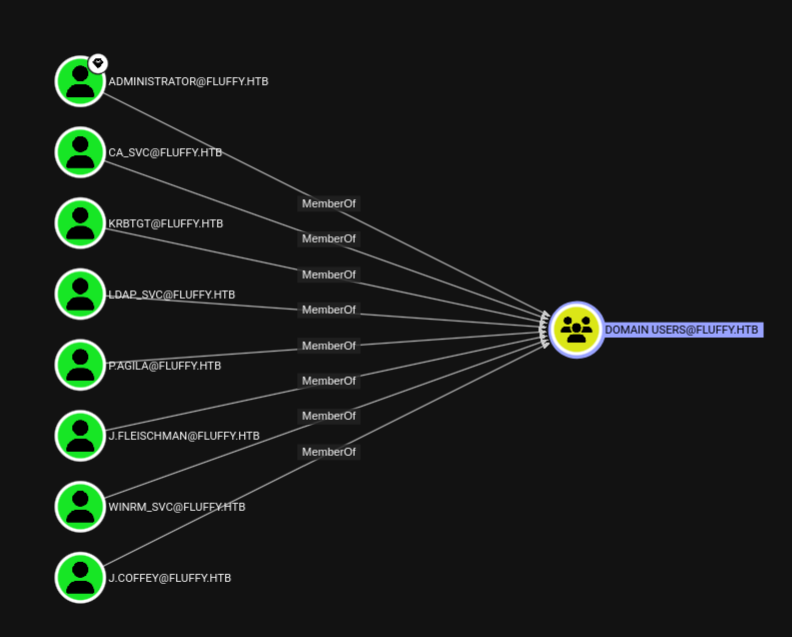 ADMINISTRATOR@FLUFFY.HTB
CA_SVC@FLUFFY.HTB
MemberOf
KRBTGT@FLUFFY.HTB
MemberOf
MemberOf
LDAP_SVC@FLUFFY.HTB
MemberOf
DOMAIN USERS@FLUFFY.HTB
MemberOf
P.AGILA@FLUFFY.HTB
MemberOf
MemberOf
J.FLEISCHMAN@FLUFFY.HTB
MemberOf
WINRM_SVC@FLUFFY.HTB
J.COFFEY@FLUFFY.HTB